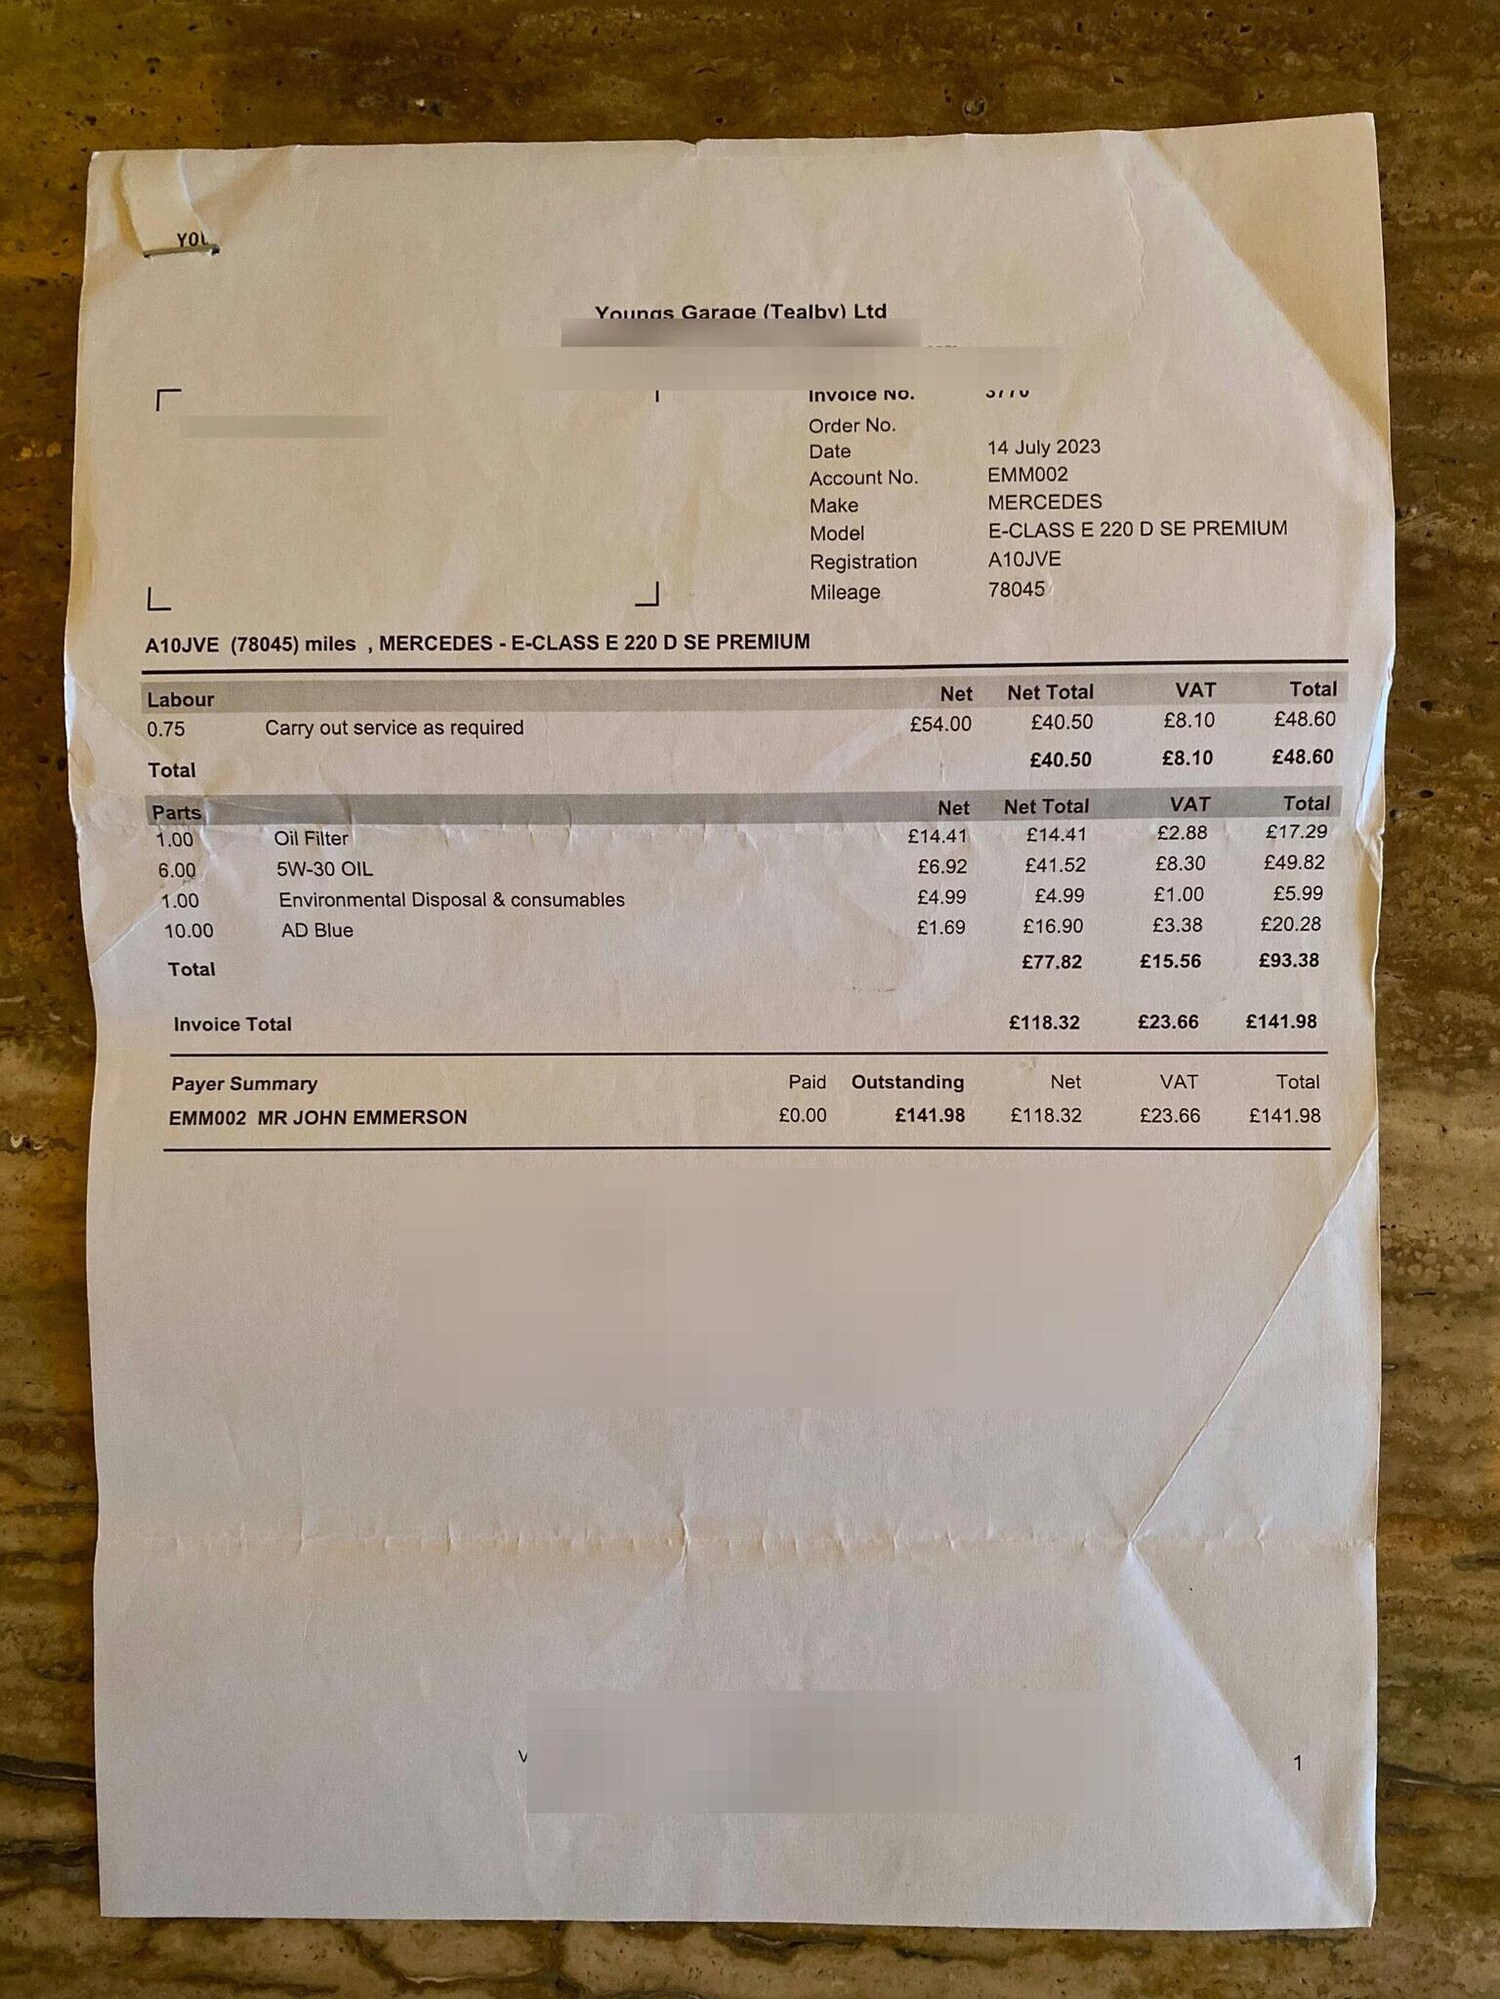 YOU
Youngs Garage (Tealby) Ltd
Invoice No. 3770
Order No.
Date 14 July 2023
Account No. EMM002
Make MERCEDES
Model E-CLASS E 220 D SE PREMIUM
Registration A10JVE
Mileage 78045
A10JVE (78045) miles , MERCEDES - E-CLASS E 220 D SE PREMIUM
Labour Net Net Total VAT Total
0.75 Carry out service as required £54.00 £40.50 £8.10 £48.60
Total £40.50 £8.10 £48.60
Parts Net Net Total VAT Total
1.00 Oil Filter £14.41 £14.41 £2.88 £17.29
6.00 5W-30 OIL £6.92 £41.52 £8.30 £49.82
1.00 Environmental Disposal & consumables £4.99 £4.99 £1.00 £5.99
10.00 AD Blue £1.69 £16.90 £3.38 £20.28
Total £77.82 £15.56 £93.38
Invoice Total £118.32 £23.66 £141.98
Payer Summary Paid Outstanding Net VAT Total
EMM002 MR JOHN EMMERSON £0.00 £141.98 £118.32 £23.66 £141.98
V
1